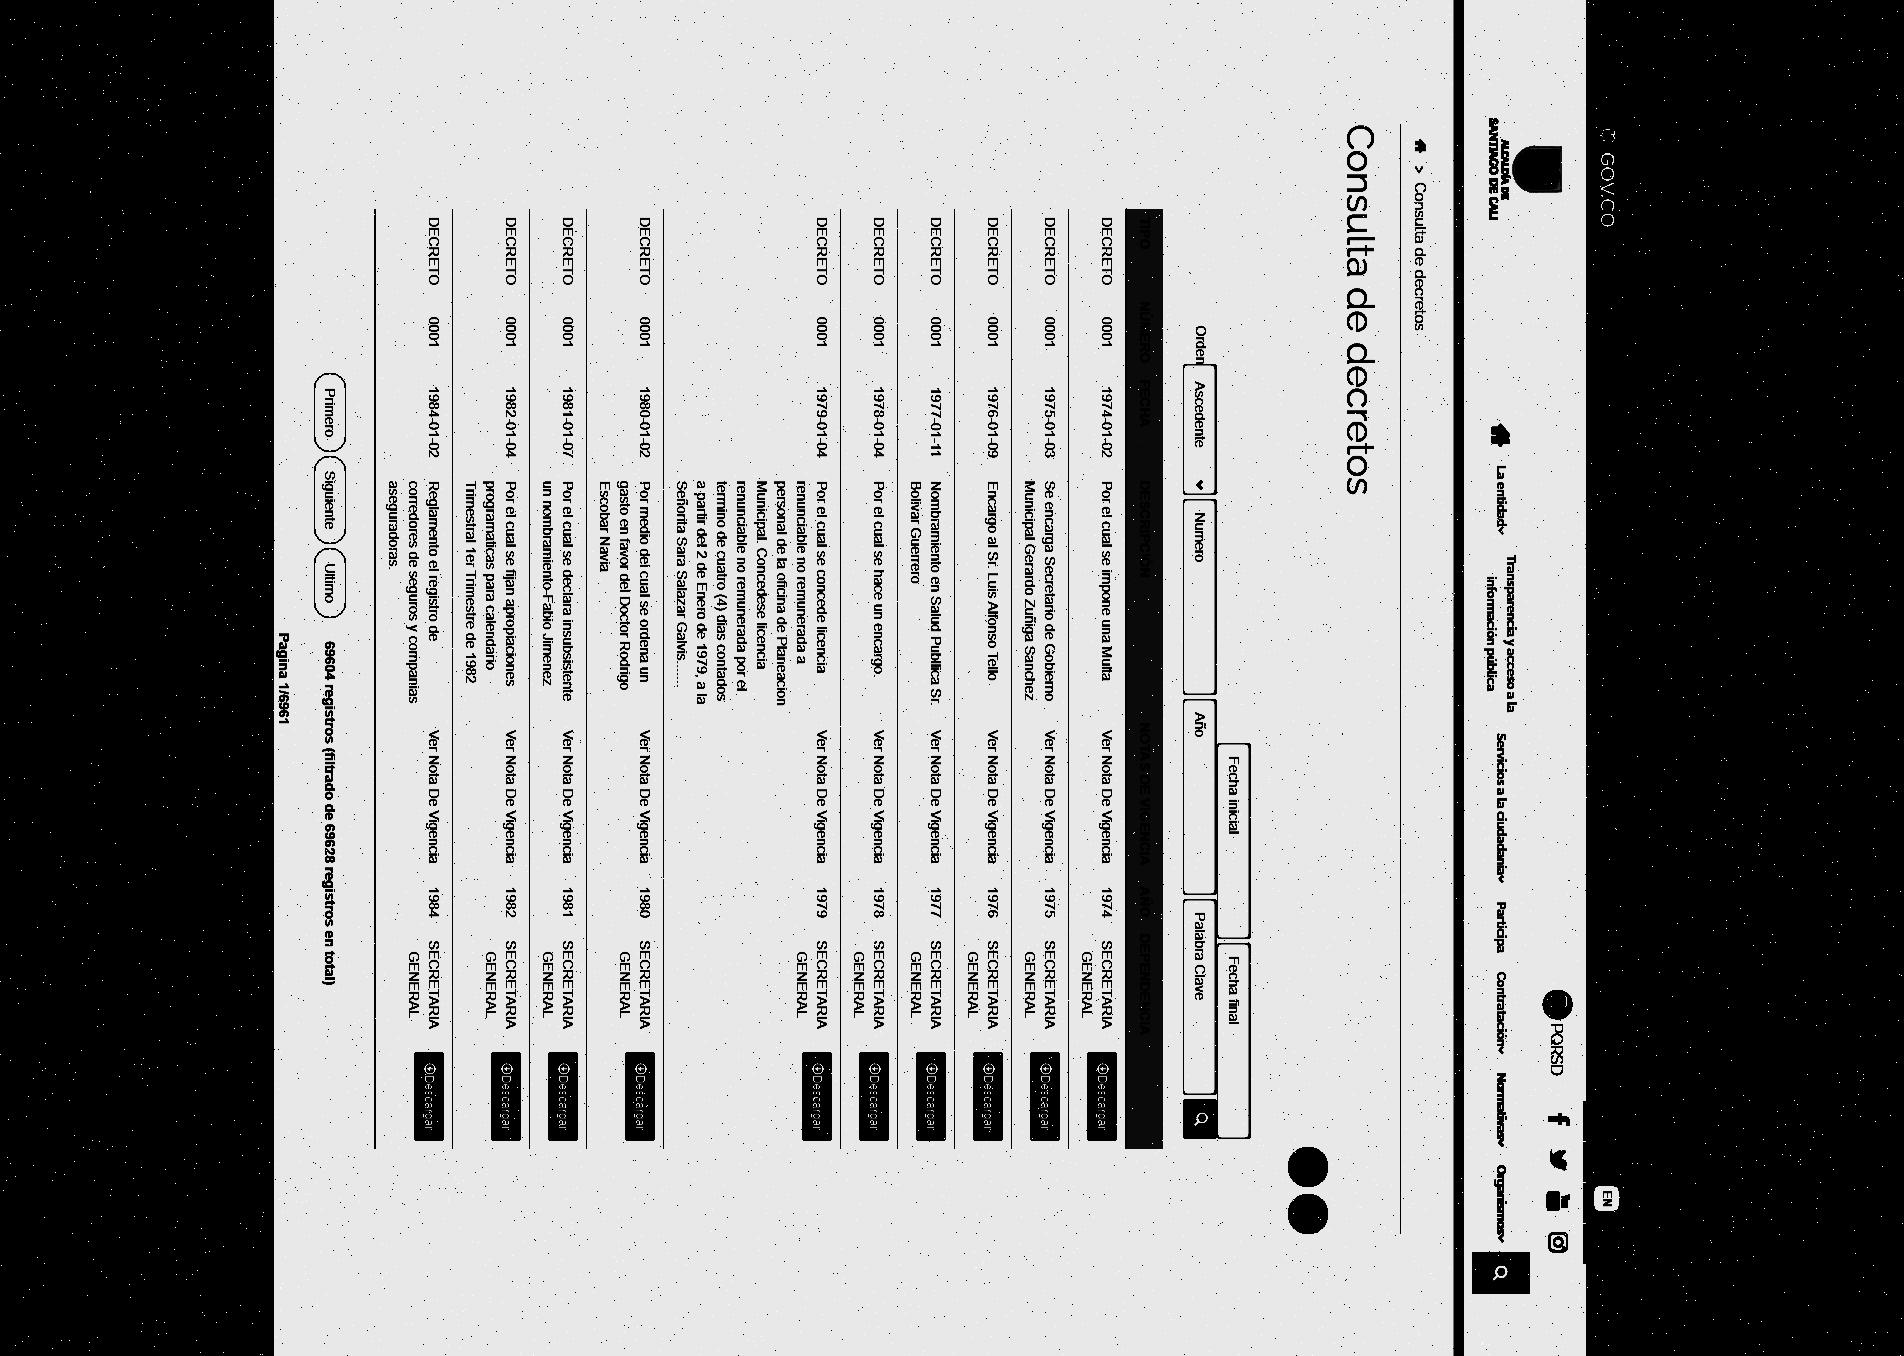 GOV.CO
EN
ALCALDÍA DE
SANTIAGO DE CALI
PQRSD
La entidad
Transparencia y acceso a la
información pública
Servicios a la ciudadanía
Participa
Contratación
Normativas
Organismos
> Consulta de decretos
Consulta de decretos
Fecha inicial
Fecha final
Orden
Ascedente
Numero
Año
Palabra Clave
TIPO NÚMERO FECHA DESCRIPCIÓN NOTAS DE VIGENCIA AÑO DEPENDENCIA
DECRETO 0001 1974-01-02 Por el cual se impone una Multa Ver Nota De Vigencia 1974 SECRETARIA Descargar
GENERAL
DECRETO 0001 1975-01-03 Se encarga Secretario de Gobierno Ver Nota De Vigencia 1975 SECRETARIA Descargar
Municipal Gerardo Zuñiga Sanchez GENERAL
DECRETO 0001 1976-01-09 Encargo al Sr. Luis Alfonso Tello Ver Nota De Vigencia 1976 SECRETARIA Descargar
GENERAL
DECRETO 0001 1977-01-11 Nombramiento en Salud Publlica Sr. Ver Nota De Vigencia 1977 SECRETARIA Descargar
Bolivar Guerrero GENERAL
DECRETO 0001 1978-01-04 Por el cual se hace un encargo. Ver Nota De Vigencia 1978 SECRETARIA Descargar
GENERAL
DECRETO 0001 1979-01-04 Por el cual se concede licencia Ver Nota De Vigencia 1979 SECRETARIA Descargar
renunciable no remunerada a GENERAL
personal de la oficina de Planeacion
Municipal. Concedese licencia
renunciable no remunerada por el
termino de cuatro (4) dias contados
a partir del 2 de Enero de 1979, a la
Señorita Sara Salazar Galvis.......
DECRETO 0001 1980-01-02 Por medio del cual se ordena un Ver Nota De Vigencia 1980 SECRETARIA Descargar
gasto en favor del Doctor Rodrigo GENERAL
Escobar Navia
DECRETO 0001 1981-01-07 Por el cual se declara insubsistente Ver Nota De Vigencia 1981 SECRETARIA Descargar
un nombramiento-Fabio Jimenez GENERAL
DECRETO 0001 1982-01-04 Por el cual se fijan apropiaciones Ver Nota De Vigencia 1982 SECRETARIA Descargar
programaticas para calendario GENERAL
Trimestral 1er Trimestre de 1982
DECRETO 0001 1984-01-02 Reglamento el registro de Ver Nota De Vigencia 1984 SECRETARIA Descargar
corredores de seguros y companias GENERAL
aseguradoras.
Primero Siguiente Ultimo 69604 registros (filtrado de 69628 registros en total)
Pagina 1/6961